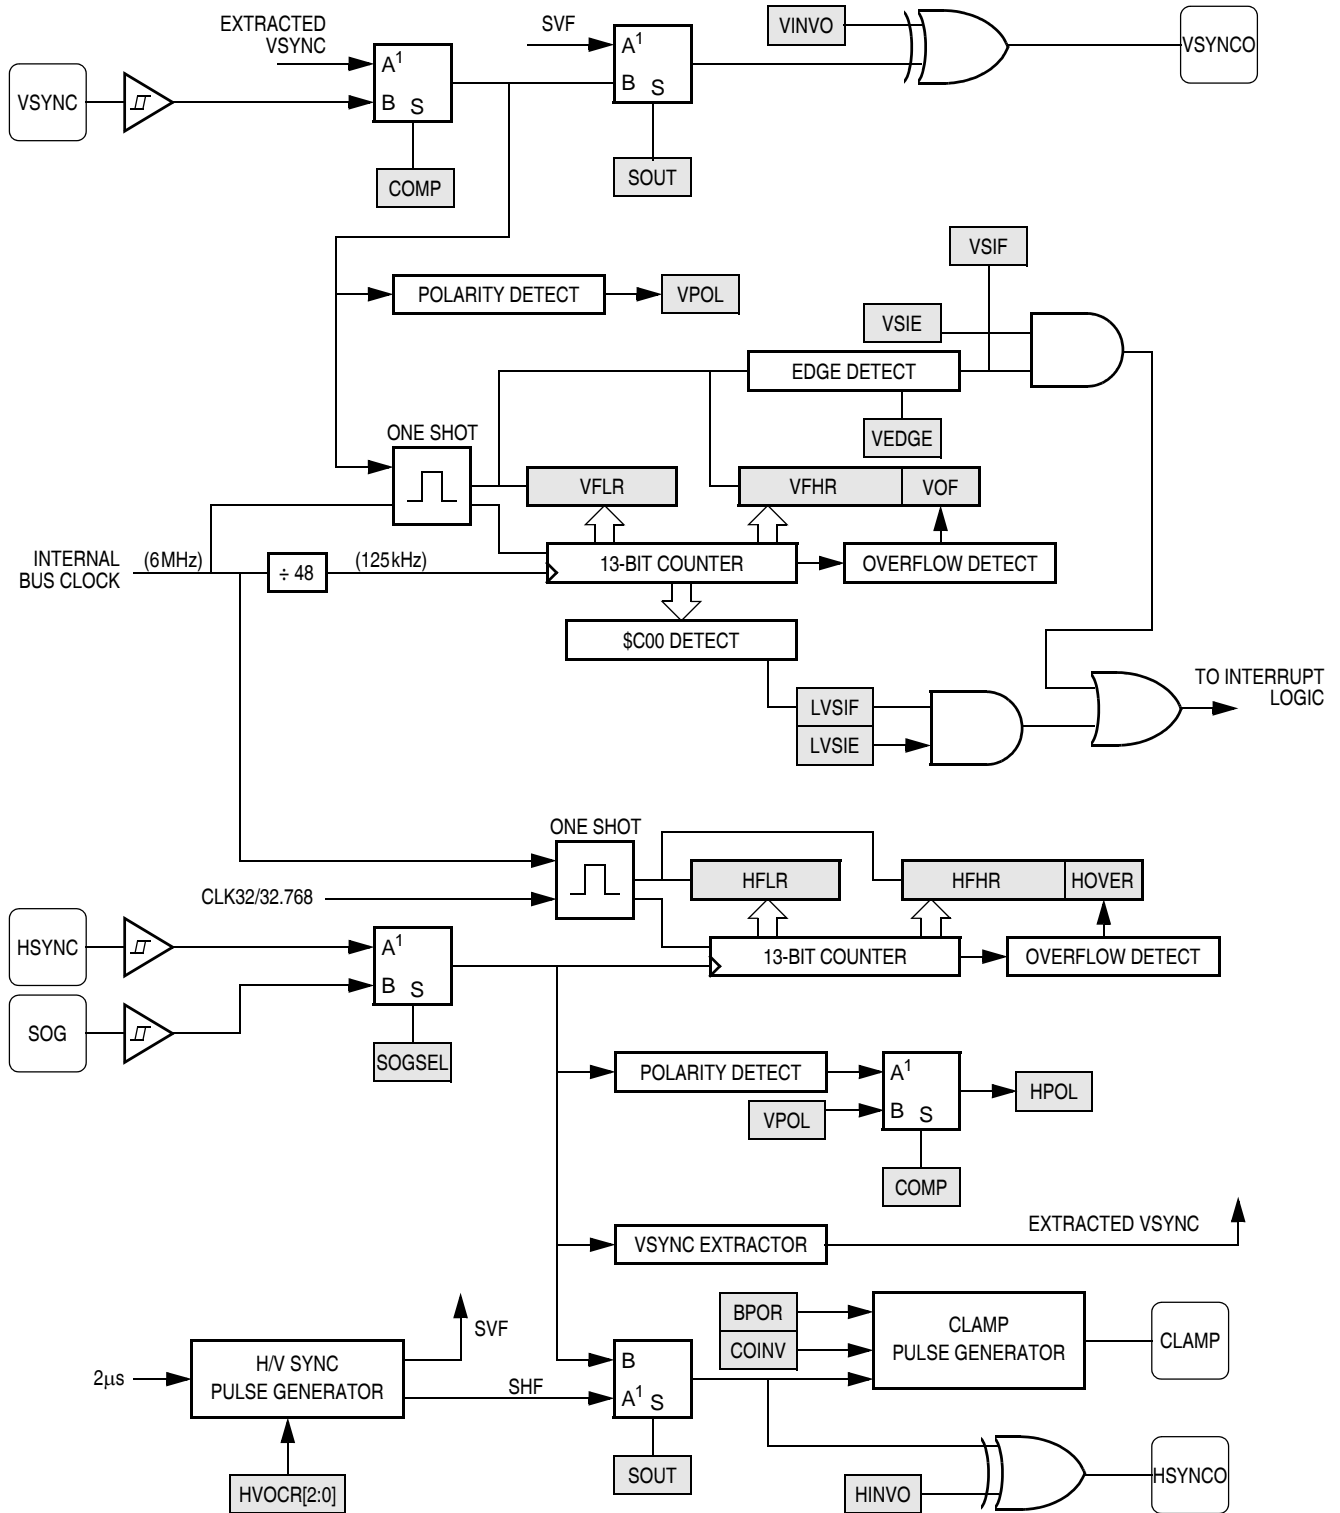 EXTRACTED
VSYNC
SVF
VINVO
VSYNCO
A1
B S
A1
B S
VSYNC
COMP
SOUT
VSIF
POLARITY DETECT
VPOL
VSIE
EDGE DETECT
VEDGE
ONE SHOT
VFLR
VFHR
VOF
INTERNAL
BUS CLOCK
(6MHz)
÷ 48
(125kHz)
13-BIT COUNTER
OVERFLOW DETECT
$C00 DETECT
LVSIF
LVSIE
TO INTERRUPT
LOGIC
ONE SHOT
HFLR
HFHR
HOVER
CLK32/32.768
HSYNC
A1
B S
13-BIT COUNTER
OVERFLOW DETECT
SOG
SOGSEL
POLARITY DETECT
A1
B S
HPOL
VPOL
COMP
VSYNC EXTRACTOR
EXTRACTED VSYNC
SVF
BPOR
COINV
CLAMP
PULSE GENERATOR
CLAMP
2µs
H/V SYNC
PULSE GENERATOR
SHF
B
A1 S
SOUT
HVOCR[2:0]
HINVO
HSYNCO